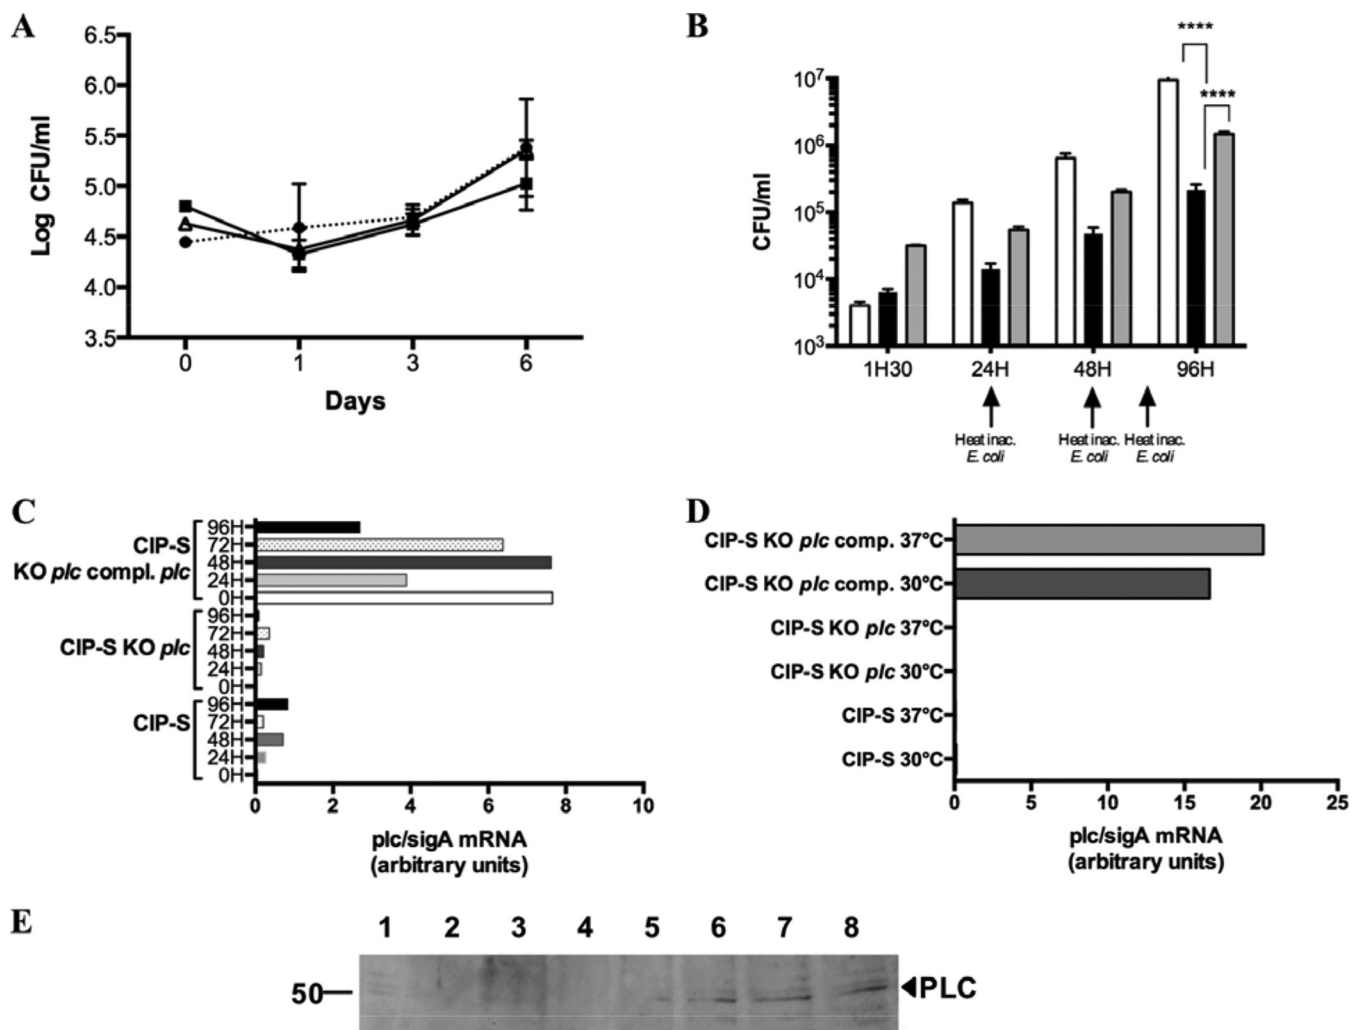 A
6.5
6.0
5.5
5.0
4.5
4.0
3.5
Log CFU/ml
0 1 3 6
Days
B
10⁷
10⁶
10⁵
10⁴
10³
CFU/ml
****
****
1H30 24H 48H 96H
Heat inac. Heat inac. Heat inac.
E. coli E. coli E. coli
C
CIP-S
KO plc compl. plc
96H
72H
48H
24H
0H
CIP-S KO plc
96H
72H
48H
24H
0H
CIP-S
96H
72H
48H
24H
0H
0 2 4 6 8 10
plc/sigA mRNA
(arbitrary units)
D
CIP-S KO plc comp. 37°C
CIP-S KO plc comp. 30°C
CIP-S KO plc 37°C
CIP-S KO plc 30°C
CIP-S 37°C
CIP-S 30°C
0 5 10 15 20 25
plc/sigA mRNA
(arbitrary units)
E
1 2 3 4 5 6 7 8
50
PLC